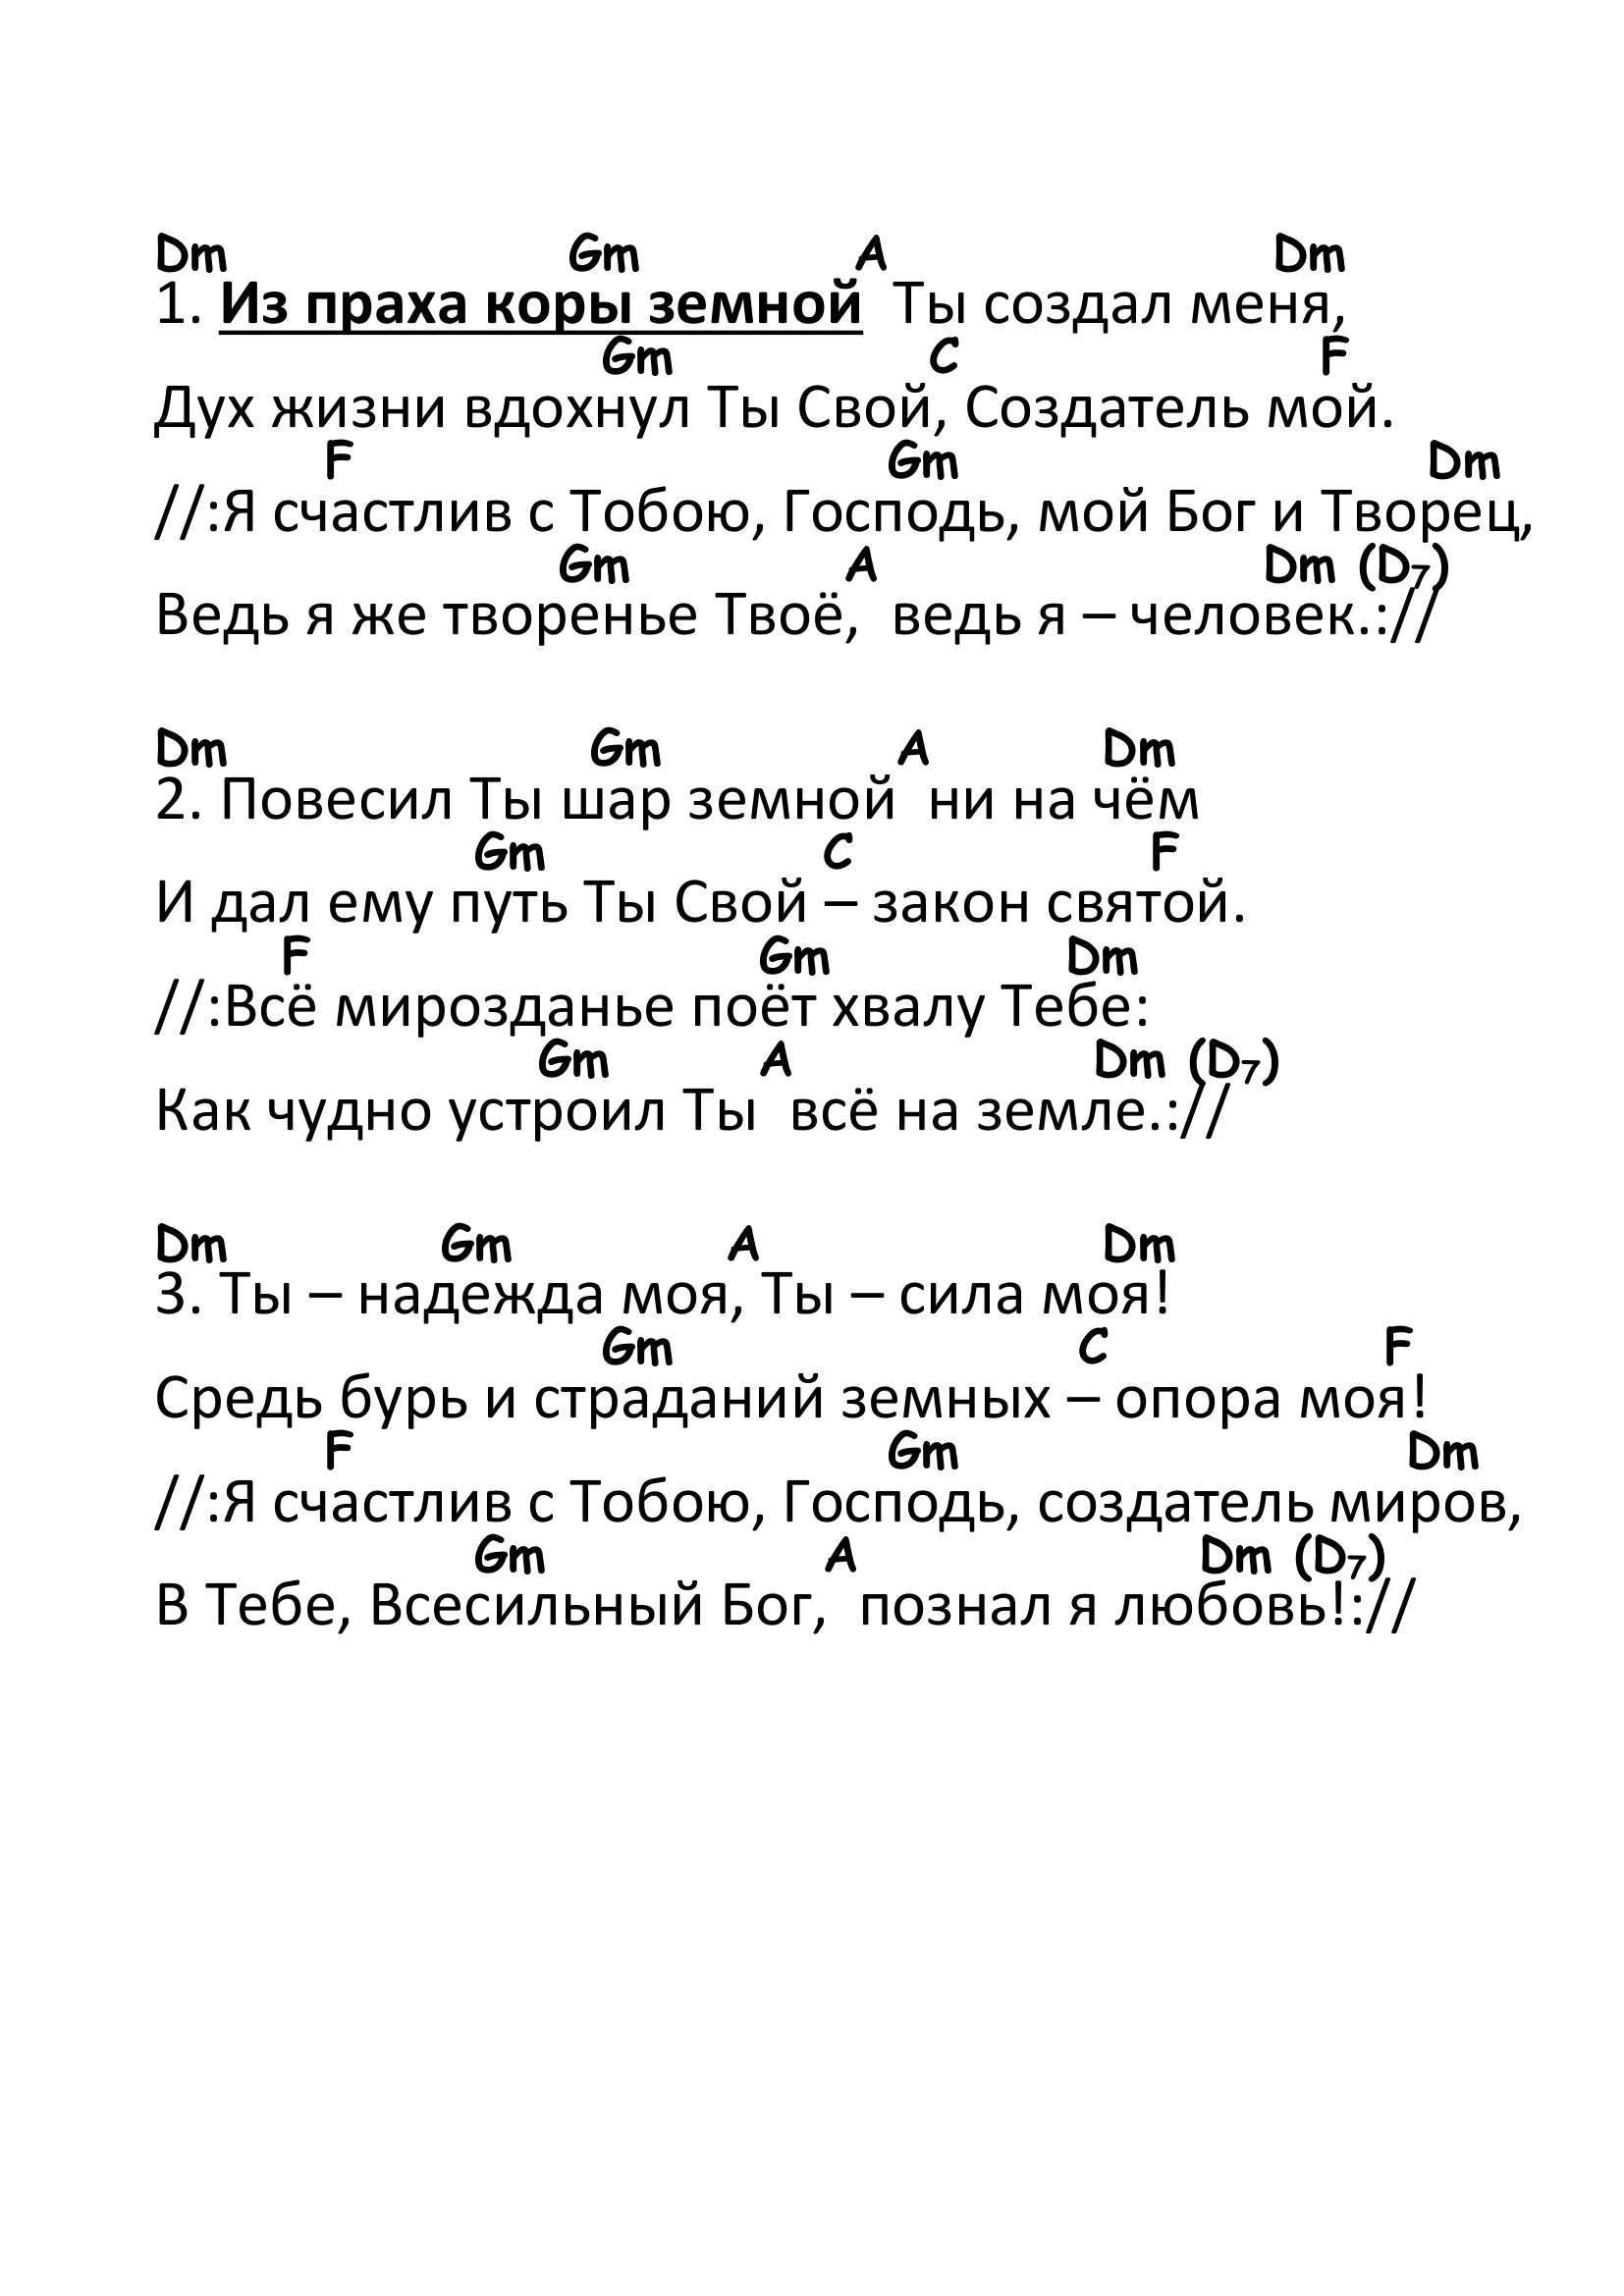 Dm Gm A Dm
1. Из праха коры земной Ты создал меня,
Gm C F
Дух жизни вдохнул Ты Свой, Создатель мой.
F Gm Dm
//:Я счастлив с Тобою, Господь, мой Бог и Творец,
Gm A Dm (D7)
Ведь я же творенье Твоё, ведь я – человек.://
Dm Gm A Dm
2. Повесил Ты шар земной ни на чём
Gm C F
И дал ему путь Ты Свой – закон святой.
F Gm Dm
//:Всё мирозданье поёт хвалу Тебе:
Gm A Dm (D7)
Как чудно устроил Ты всё на земле.://
Dm Gm A Dm
3. Ты – надежда моя, Ты – сила моя!
Gm C F
Средь бурь и страданий земных – опора моя!
F Gm Dm
//:Я счастлив с Тобою, Господь, создатель миров,
Gm A Dm (D7)
В Тебе, Всесильный Бог, познал я любовь!://